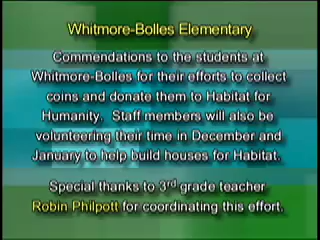 Whitmore-Bolles Elementary
Commendations to the students at
Whitmore-Bolles for their efforts to collect
coins and donate them to Habitat for
Humanity. Staff members will also be
volunteering their time in December and
January to help build houses for Habitat.
Special thanks to 3rd grade teacher
Robin Philpott for coordinating this effort.